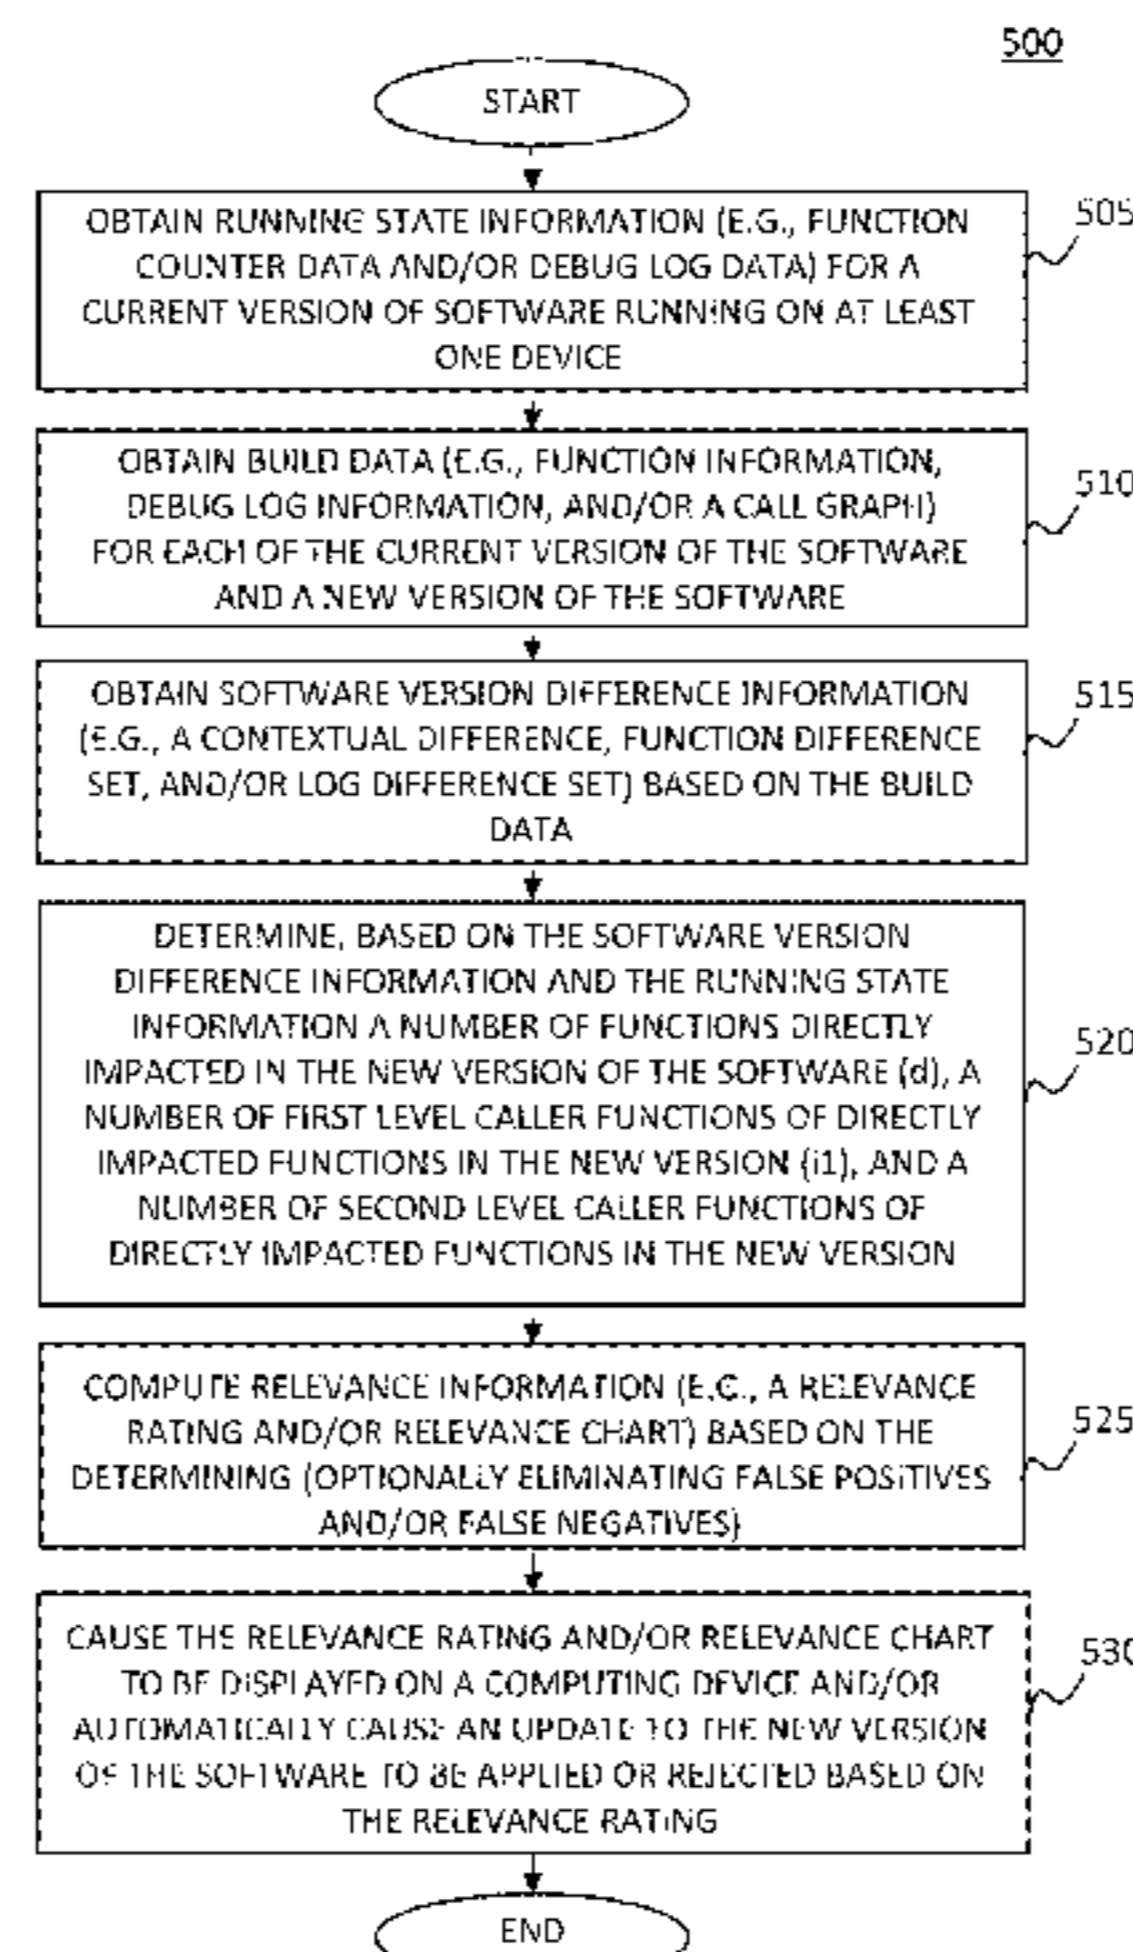 500
START
OBTAIN RUNNING STATE INFORMATION (E.G., FUNCTION
COUNTER DATA AND/OR DEBUG LOG DATA) FOR A
CURRENT VERSION OF SOFTWARE RUNNING ON AT LEAST
ONE DEVICE
505
OBTAIN BUILD DATA (E.G., FUNCTION INFORMATION,
DEBUG LOG INFORMATION, AND/OR A CALL GRAPH)
FOR EACH OF THE CURRENT VERSION OF THE SOFTWARE
AND A NEW VERSION OF THE SOFTWARE
510
OBTAIN SOFTWARE VERSION DIFFERENCE INFORMATION
(E.G., A CONTEXTUAL DIFFERENCE, FUNCTION DIFFERENCE
SET, AND/OR LOG DIFFERENCE SET) BASED ON THE BUILD
DATA
515
DETERMINE, BASED ON THE SOFTWARE VERSION
DIFFERENCE INFORMATION AND THE RUNNING STATE
INFORMATION A NUMBER OF FUNCTIONS DIRECTLY
IMPACTED IN THE NEW VERSION OF THE SOFTWARE (d), A
NUMBER OF FIRST LEVEL CALLER FUNCTIONS OF DIRECTLY
IMPACTED FUNCTIONS IN THE NEW VERSION (i1), AND A
NUMBER OF SECOND LEVEL CALLER FUNCTIONS OF
DIRECTLY IMPACTED FUNCTIONS IN THE NEW VERSION
520
COMPUTE RELEVANCE INFORMATION (E.G., A RELEVANCE
RATING AND/OR RELEVANCE CHART) BASED ON THE
DETERMINING (OPTIONALLY ELIMINATING FALSE POSITIVES
AND/OR FALSE NEGATIVES)
525
CAUSE THE RELEVANCE RATING AND/OR RELEVANCE CHART
TO BE DISPLAYED ON A COMPUTING DEVICE AND/OR
AUTOMATICALLY CAUSE AN UPDATE TO THE NEW VERSION
OF THE SOFTWARE TO BE APPLIED OR REJECTED BASED ON
THE RELEVANCE RATING
530
END